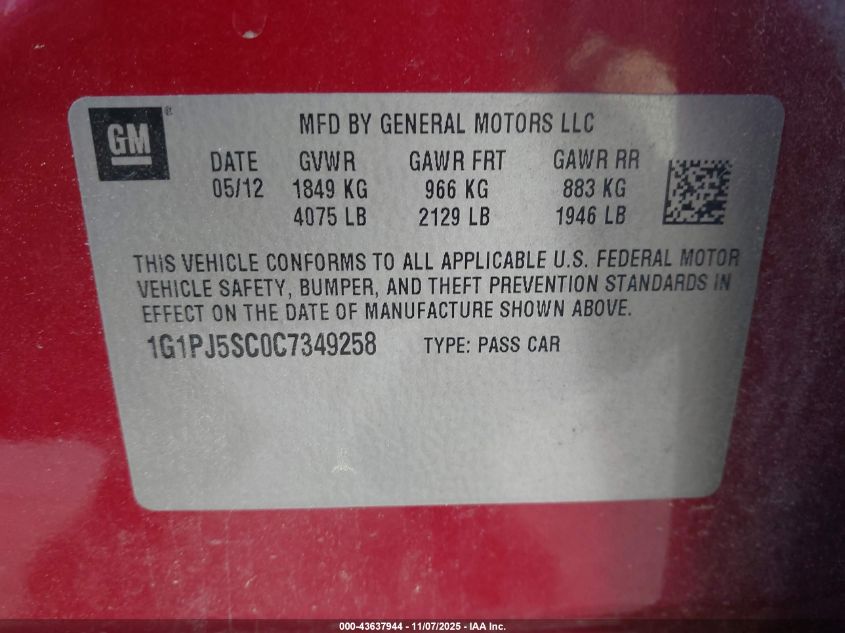 GM ®
MFD BY GENERAL MOTORS LLC
DATE GVWR GAWR FRT GAWR RR
05/12 1849 KG 966 KG 883 KG
4075 LB 2129 LB 1946 LB
THIS VEHICLE CONFORMS TO ALL APPLICABLE U.S. FEDERAL MOTOR
VEHICLE SAFETY, BUMPER, AND THEFT PREVENTION STANDARDS IN
EFFECT ON THE DATE OF MANUFACTURE SHOWN ABOVE.
1G1PJ5SC0C7349258 TYPE: PASS CAR
000-43637944 - 11/07/2025 - IAA Inc.